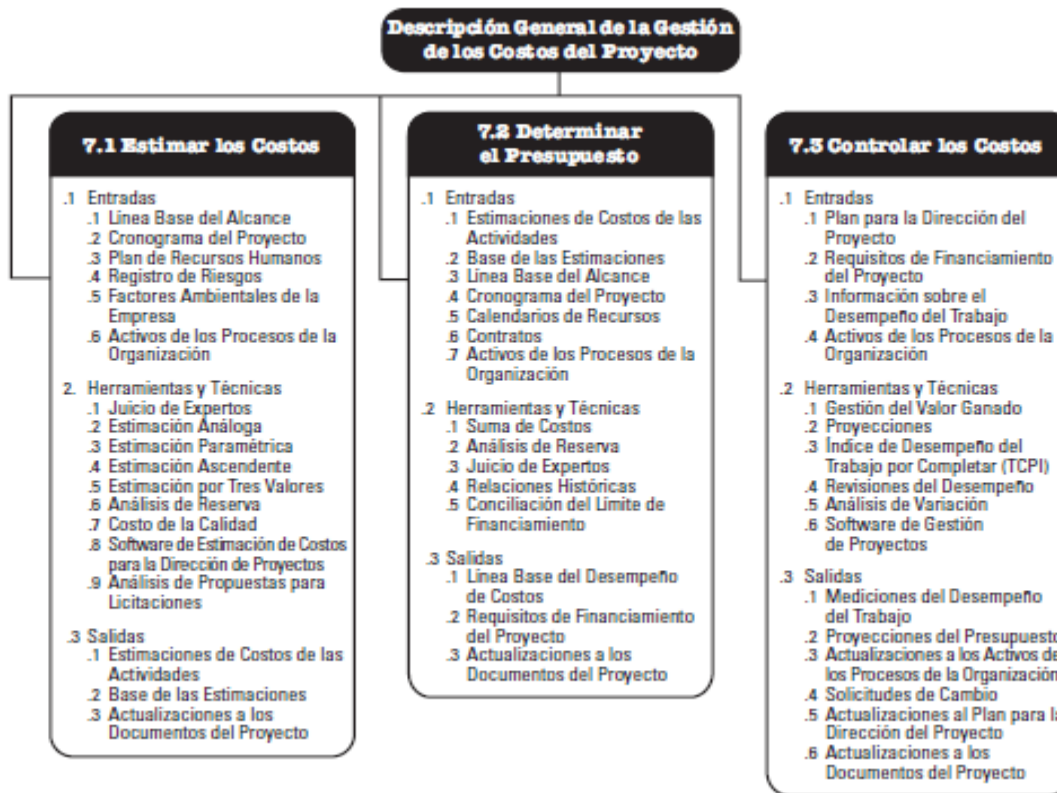 Descripción General de la Gestión
de los Costos del Proyecto
7.1 Estimar los Costos
.1 Entradas
.1 Línea Base del Alcance
.2 Cronograma del Proyecto
.3 Plan de Recursos Humanos
.4 Registro de Riesgos
.5 Factores Ambientales de la
Empresa
.6 Activos de los Procesos de la
Organización
2. Herramientas y Técnicas
.1 Juicio de Expertos
.2 Estimación Análoga
.3 Estimación Paramétrica
.4 Estimación Ascendente
.5 Estimación por Tres Valores
.6 Análisis de Reserva
.7 Costo de la Calidad
.8 Software de Estimación de Costos
para la Dirección de Proyectos
.9 Análisis de Propuestas para
Licitaciones
.3 Salidas
.1 Estimaciones de Costos de las
Actividades
.2 Base de las Estimaciones
.3 Actualizaciones a los
Documentos del Proyecto
7.2 Determinar
el Presupuesto
.1 Entradas
.1 Estimaciones de Costos de las
Actividades
.2 Base de las Estimaciones
.3 Línea Base del Alcance
.4 Cronograma del Proyecto
.5 Calendarios de Recursos
.6 Contratos
.7 Activos de los Procesos de la
Organización
.2 Herramientas y Técnicas
.1 Suma de Costos
.2 Análisis de Reserva
.3 Juicio de Expertos
.4 Relaciones Históricas
.5 Conciliación del Límite de
Financiamiento
.3 Salidas
.1 Línea Base del Desempeño
de Costos
.2 Requisitos de Financiamiento
del Proyecto
.3 Actualizaciones a los
Documentos del Proyecto
7.3 Controlar los Costos
.1 Entradas
.1 Plan para la Dirección del
Proyecto
.2 Requisitos de Financiamiento
del Proyecto
.3 Información sobre el
Desempeño del Trabajo
.4 Activos de los Procesos de la
Organización
.2 Herramientas y Técnicas
.1 Gestión del Valor Ganado
.2 Proyecciones
.3 Índice de Desempeño del
Trabajo por Completar (TCPI)
.4 Revisiones del Desempeño
.5 Análisis de Variación
.6 Software de Gestión
de Proyectos
.3 Salidas
.1 Mediciones del Desempeño
del Trabajo
.2 Proyecciones del Presupuesto
.3 Actualizaciones a los Activos de
los Procesos de la Organización
.4 Solicitudes de Cambio
.5 Actualizaciones al Plan para la
Dirección del Proyecto
.6 Actualizaciones a los
Documentos del Proyecto